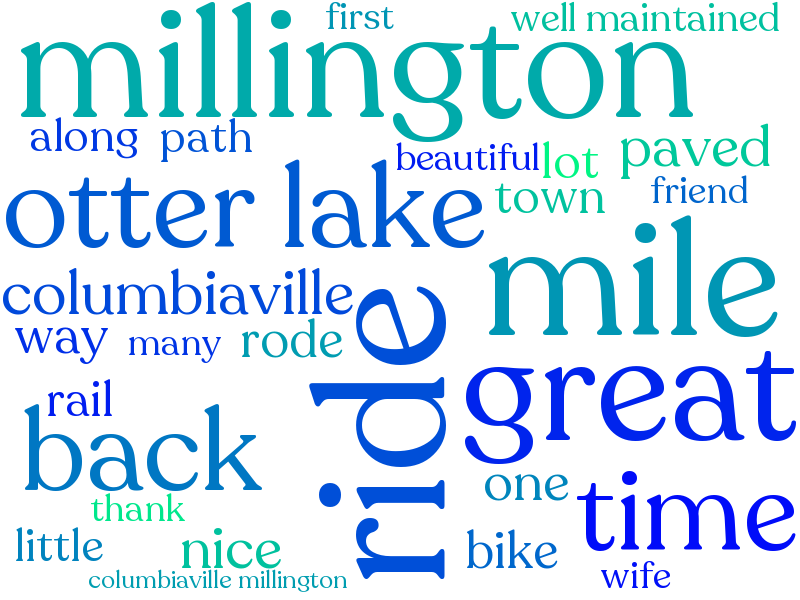 first
well maintained
millington
along path
beautiful lot paved
otter lake town friend
columbiaville mile
way many rode ride
rail great
back
thank one time
little nice bike
columbiaville millington wife